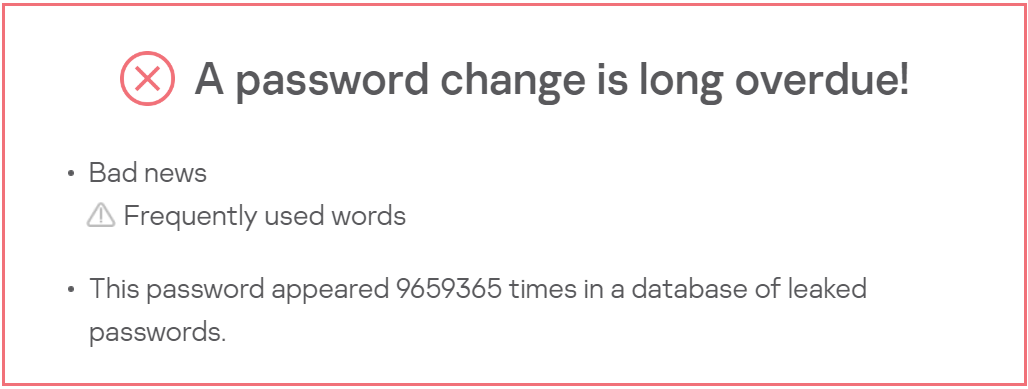 A password change is long overdue!
• Bad news
Frequently used words
• This password appeared 9659365 times in a database of leaked
passwords.